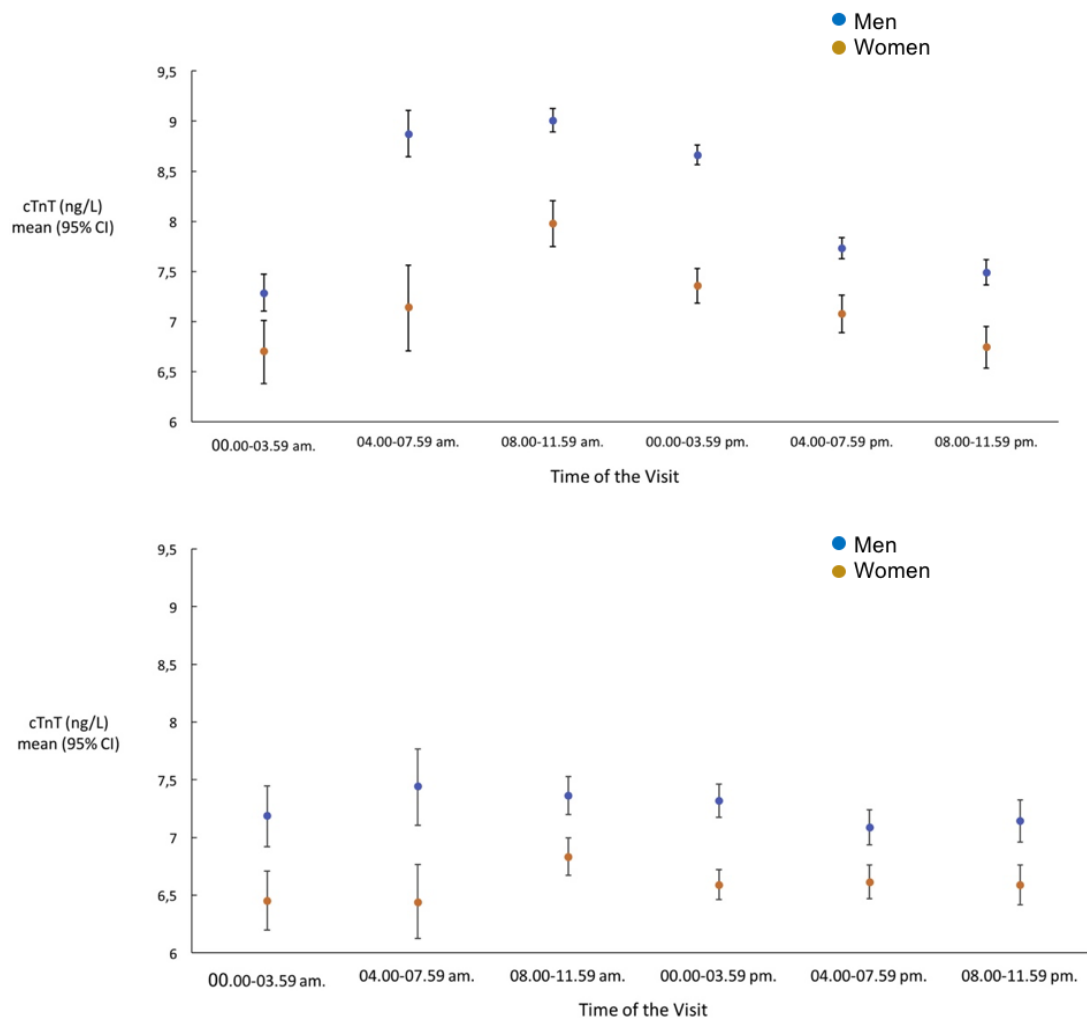 Men
Women
9,5
9
8,5
8
7,5
7
6,5
6
cTnT (ng/L)
mean (95% CI)
00.00-03.59 am.
04.00-07.59 am.
08.00-11.59 am.
00.00-03.59 pm.
04.00-07.59 pm.
08.00-11.59 pm.
Time of the Visit
Men
Women
9,5
9
8,5
8
7,5
7
6,5
6
cTnT (ng/L)
mean (95% CI)
00.00-03.59 am.
04.00-07.59 am.
08.00-11.59 am.
00.00-03.59 pm.
04.00-07.59 pm.
08.00-11.59 pm.
Time of the Visit